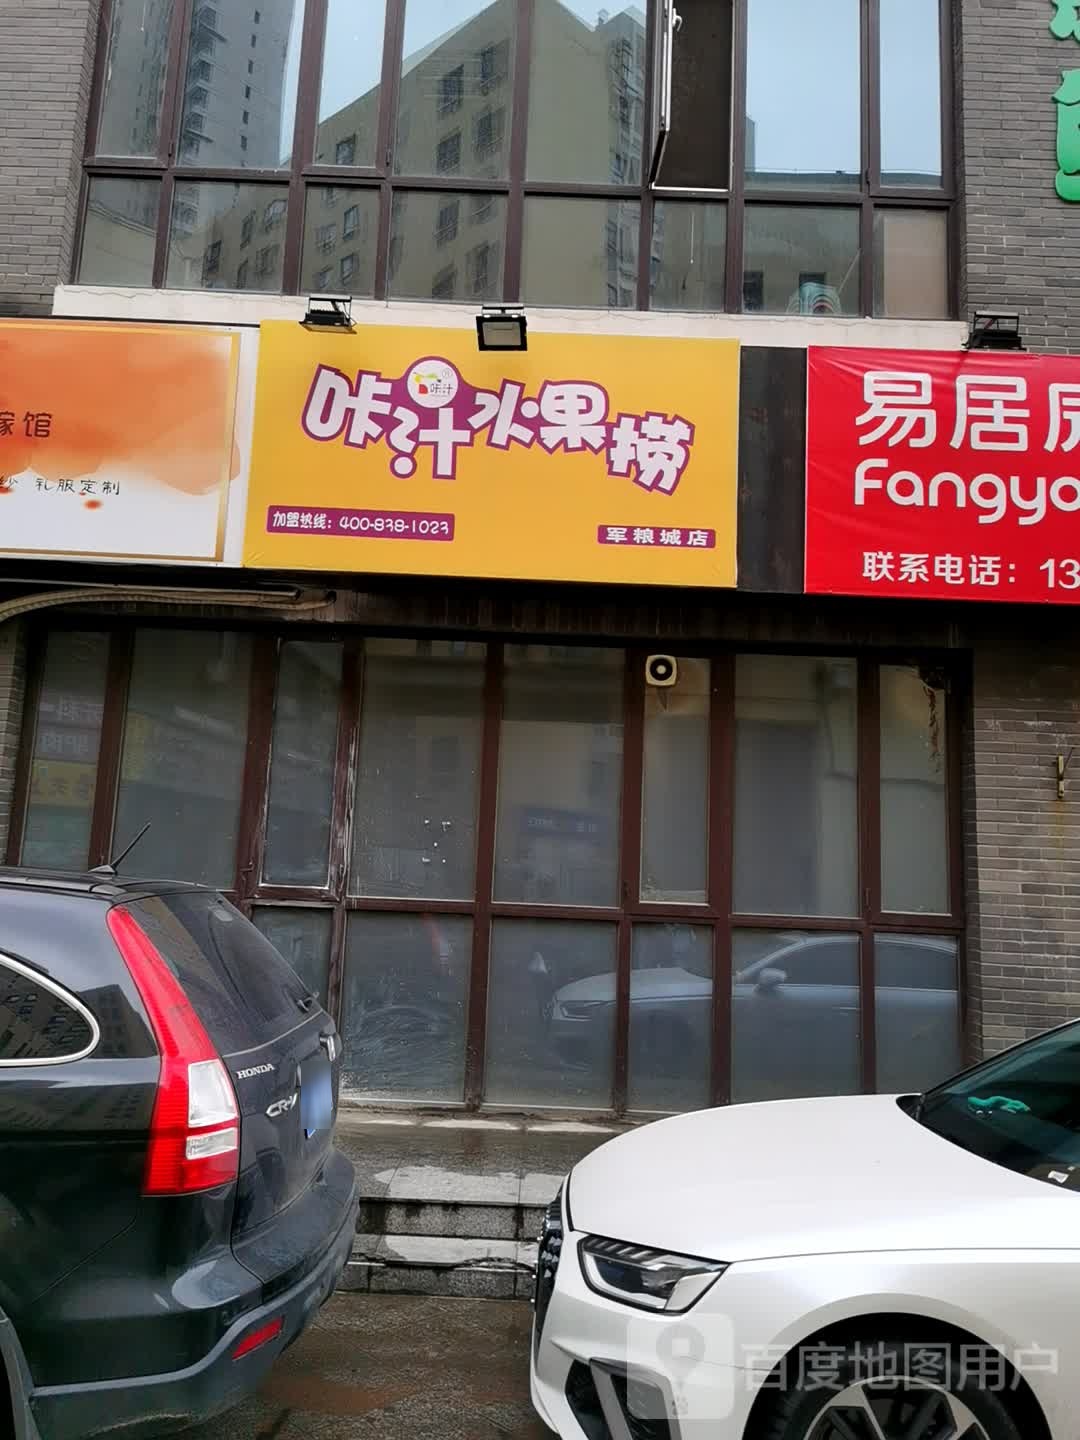 咔汁水果捞
咔汁
加盟热线：400-838-1023
军粮城店
馆
乳服定制
易居房
Fangyo
联系电话：13
HONDA
CR-V
百度地图用户